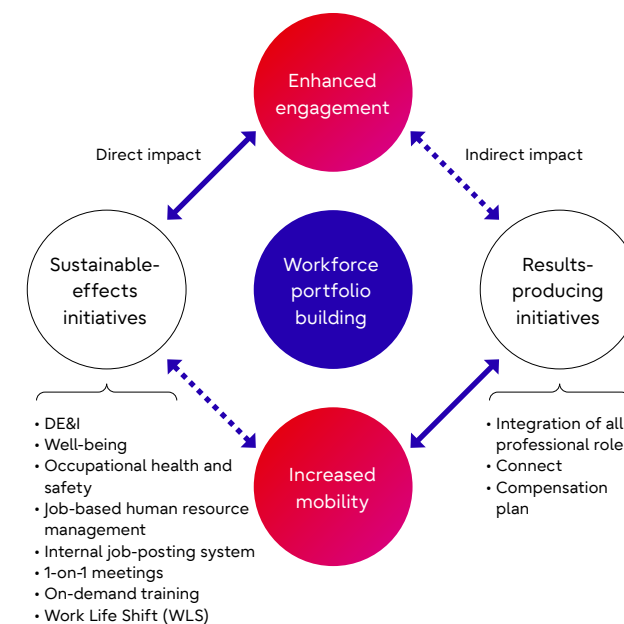 Enhanced
engagement
Direct impact
Indirect impact
Sustainable-
effects
initiatives
Workforce
portfolio
building
Results-
producing
initiatives
• DE&I
• Well-being
• Occupational health and
safety
• Job-based human resource
management
• Internal job-posting system
• 1-on-1 meetings
• On-demand training
• Work Life Shift (WLS)
Increased
mobility
• Integration of all
professional role
• Connect
• Compensation
plan